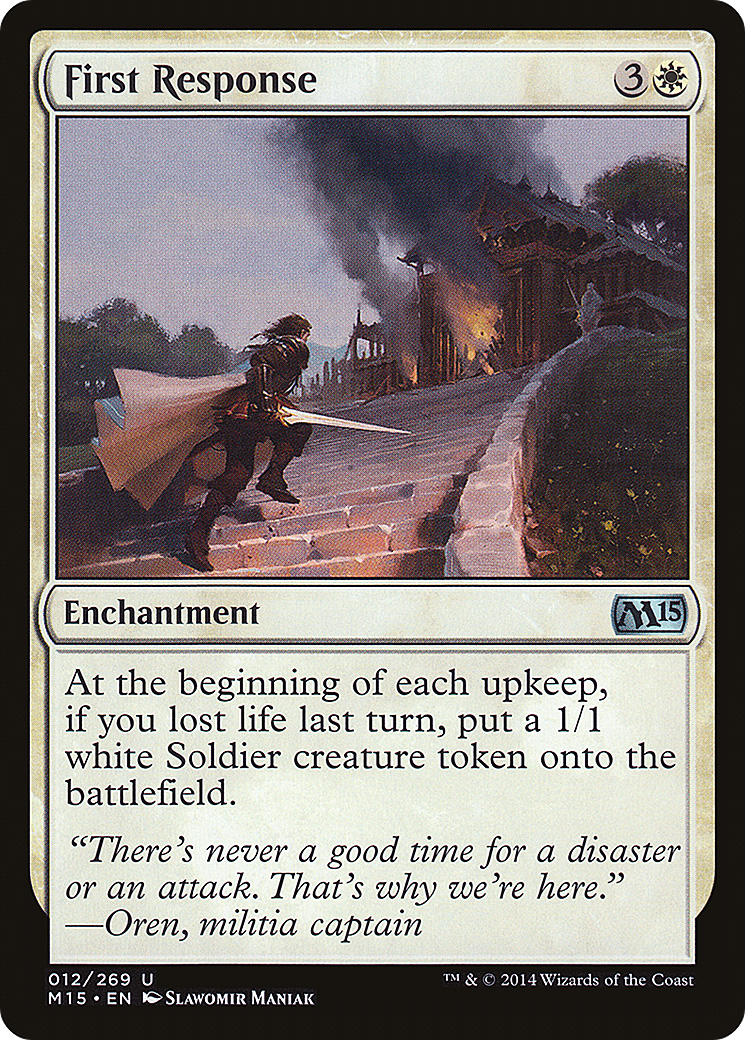 First Response
3
Enchantment
M15
At the beginning of each upkeep,
if you lost life last turn, put a 1/1
white Soldier creature token onto the
battlefield.
“There’s never a good time for a disaster
or an attack. That’s why we’re here.”
—Oren, militia captain
012/269 U
™ & © 2014 Wizards of the Coast
M15 • EN Slawomir Maniak